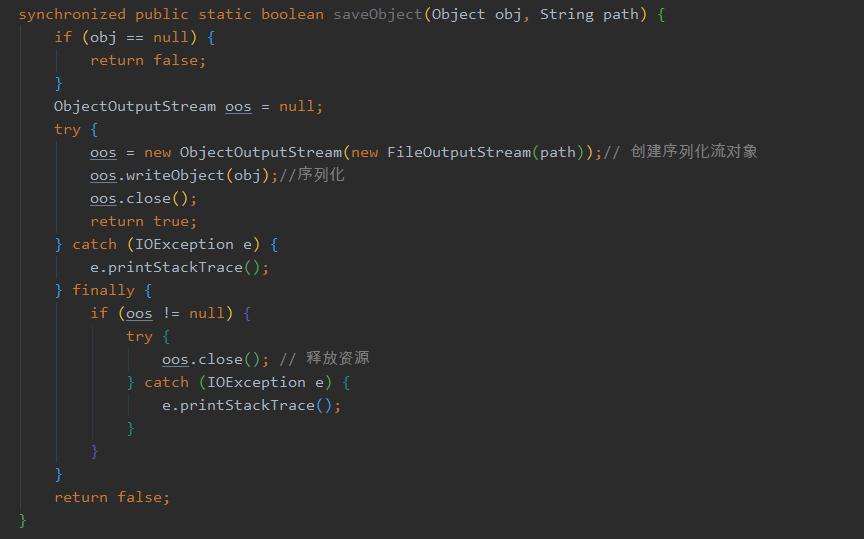 synchronized public static boolean saveObject(Object obj, String path) {
    if (obj == null) {
        return false;
    }
    ObjectOutputStream oos = null;
    try {
        oos = new ObjectOutputStream(new FileOutputStream(path));// 创建序列化流对象
        oos.writeObject(obj);//序列化
        oos.close();
        return true;
    } catch (IOException e) {
        e.printStackTrace();
    } finally {
        if (oos != null) {
            try {
                oos.close(); // 释放资源
            } catch (IOException e) {
                e.printStackTrace();
            }
        }
    }
    return false;
}